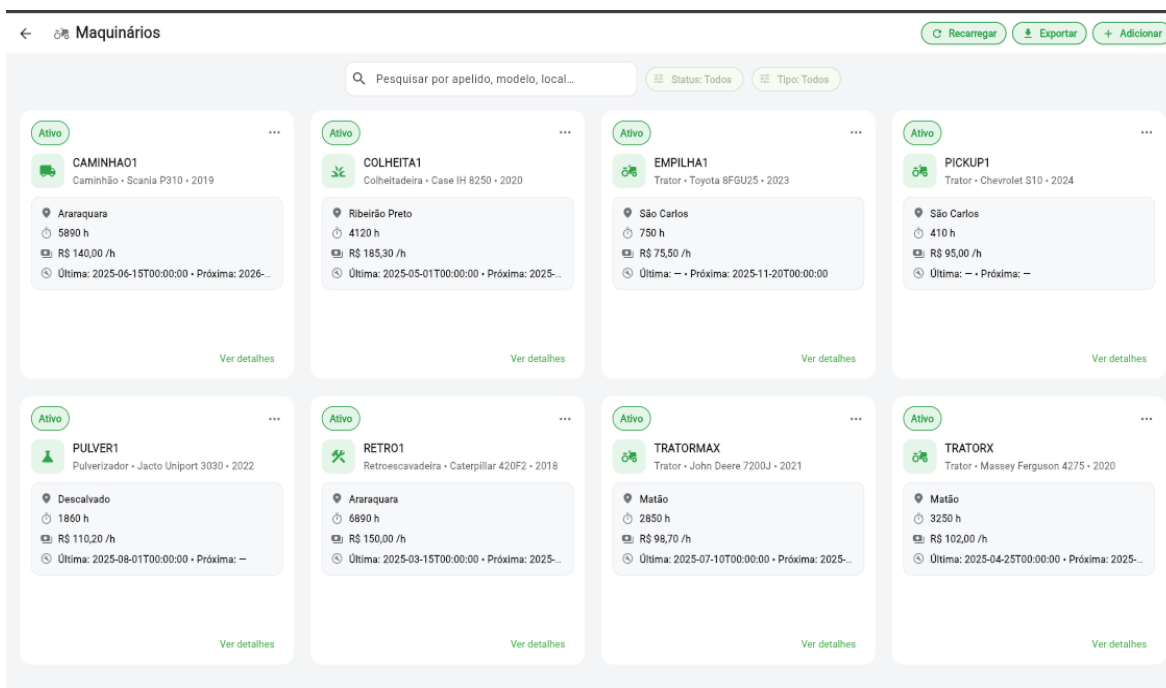 Maquinários
Recarregar
Exportar
+ Adicionar
Pesquisar por apelido, modelo, local...
Status: Todos
Tipo: Todos
Ativo
CAMINHAO1
Caminhão • Scania P310 • 2019
Araraquara
5890 h
R$ 140,00 /h
Última: 2025-06-15T00:00:00 • Próxima: 2026-...
Ver detalhes
Ativo
COLHEITA1
Colheitadeira • Case IH 8250 • 2020
Ribeirão Preto
4120 h
R$ 185,30 /h
Última: 2025-05-01T00:00:00 • Próxima: 2025-...
Ver detalhes
Ativo
EMPILHA1
Trator • Toyota 8FGU25 • 2023
São Carlos
750 h
R$ 75,50 /h
Última: — • Próxima: 2025-11-20T00:00:00
Ver detalhes
Ativo
PICKUP1
Trator • Chevrolet S10 • 2024
São Carlos
410 h
R$ 95,00 /h
Última: — • Próxima: —
Ver detalhes
Ativo
PULVER1
Pulverizador • Jacto Uniport 3030 • 2022
Descalvado
1860 h
R$ 110,20 /h
Última: 2025-08-01T00:00:00 • Próxima: —
Ver detalhes
Ativo
RETRO1
Retroescavadeira • Caterpillar 420F2 • 2018
Araraquara
6890 h
R$ 150,00 /h
Última: 2025-03-15T00:00:00 • Próxima: 2025-...
Ver detalhes
Ativo
TRATORMAX
Trator • John Deere 7200J • 2021
Matão
2850 h
R$ 98,70 /h
Última: 2025-07-10T00:00:00 • Próxima: 2025-...
Ver detalhes
Ativo
TRATORX
Trator • Massey Ferguson 4275 • 2020
Matão
3250 h
R$ 102,00 /h
Última: 2025-04-25T00:00:00 • Próxima: 2025-...
Ver detalhes